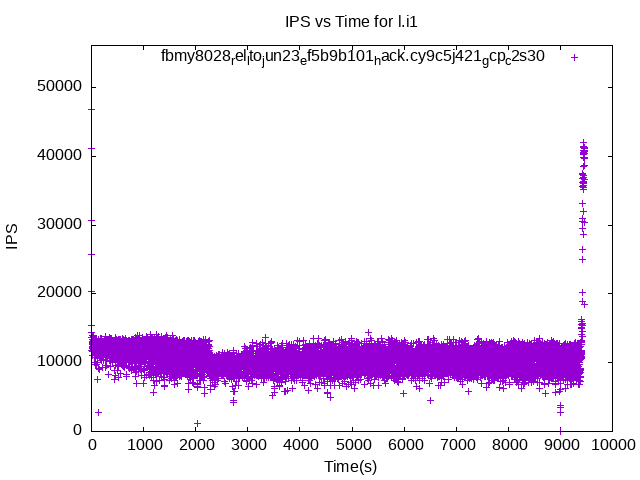 IPS vs Time for l.i1
fbmy8028relltojun23ef5b9b101hack.cy9c5j421gcpc2s30
50000
40000
30000
20000
10000
0
IPS
0 1000 2000 3000 4000 5000 6000 7000 8000 9000 10000
Time(s)